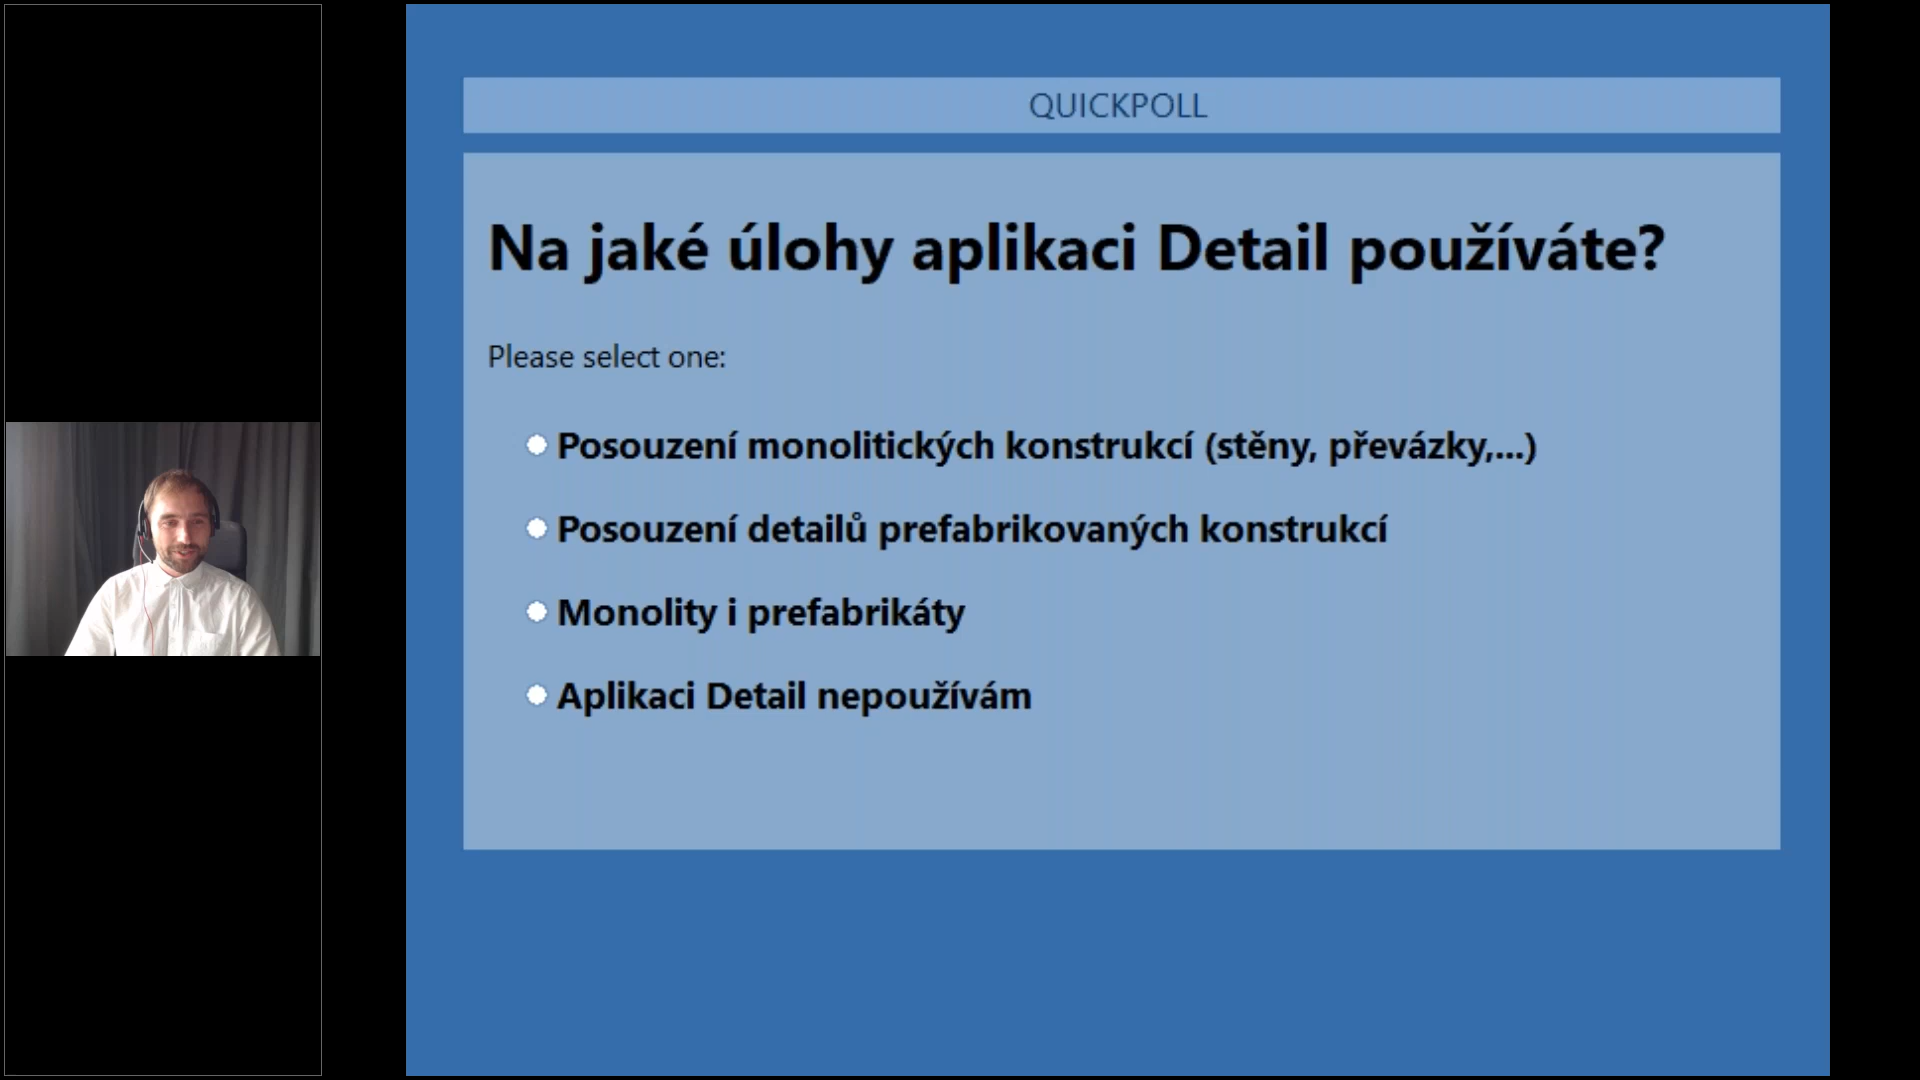 QUICKPOLL
Na jaké úlohy aplikaci Detail používáte?
Please select one:
Posouzení monolitických konstrukcí (stěny, převázky,...)
Posouzení detailů prefabrikovaných konstrukcí
Monolity i prefabrikáty
Aplikaci Detail nepoužívám